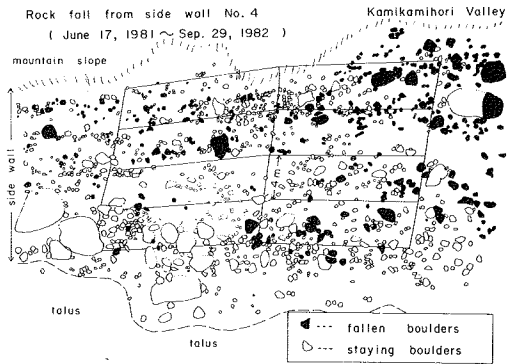 Rock fall from side wall No. 4
Kamikamihori Valley
( June 17, 1981 ~ Sep. 29, 1982 )
mountain slope
side wall
talus
talus
--- fallen boulders
--- staying boulders